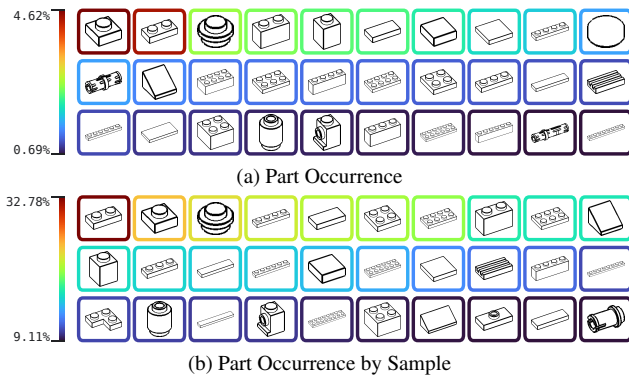 4.62%
0.69%
(a) Part Occurrence
32.78%
9.11%
(b) Part Occurrence by Sample